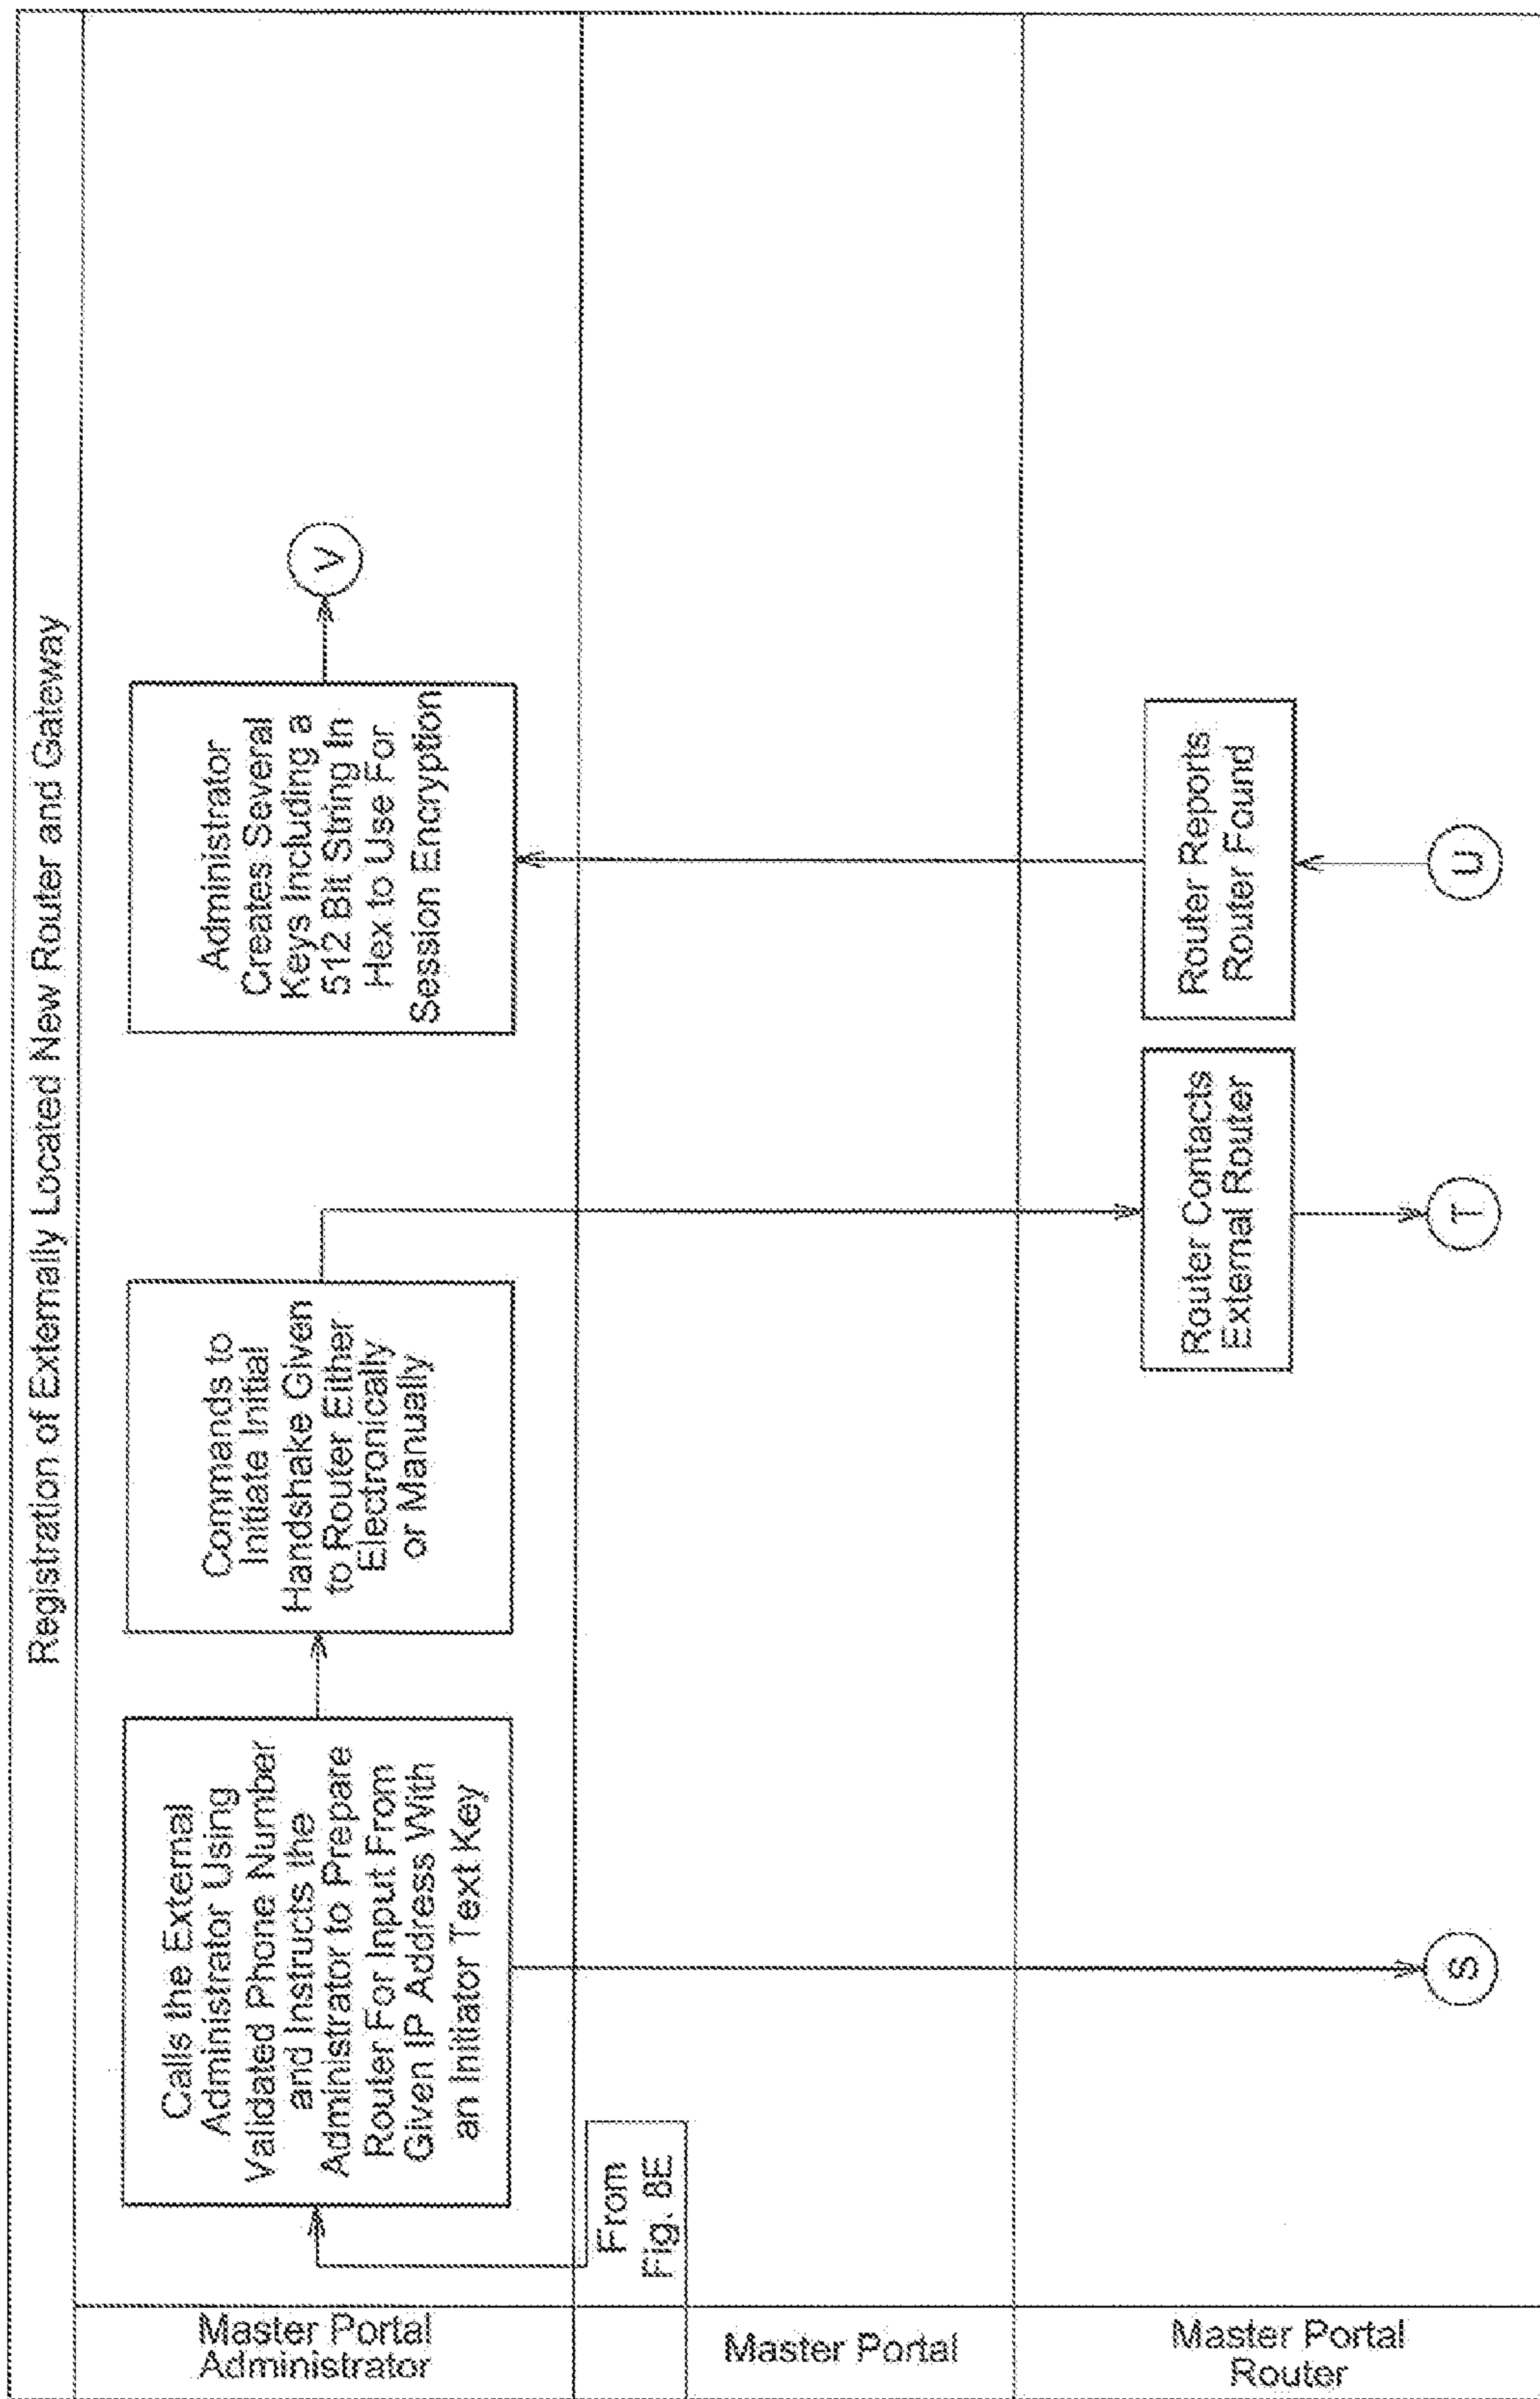 Registration of Externally Located New Router and Gateway
Master Portal
Administrator
From
Fig. 8E
Calls the External
Administrator Using
Validated Phone Number
and Instructs the
Administrator to Prepare
Router For Input From
Given IP Address With
an Initiator Text Key
Commands to
Initiate Initial
Handshake Given
to Router Either
Electronically
or Manually
Administrator
Creates Several
Keys Including a
512 Bit String In
Hex to Use For
Session Encryption
V
Master Portal
Master Portal
Router
S
Router Contacts
External Router
T
Router Reports
Router Found
U